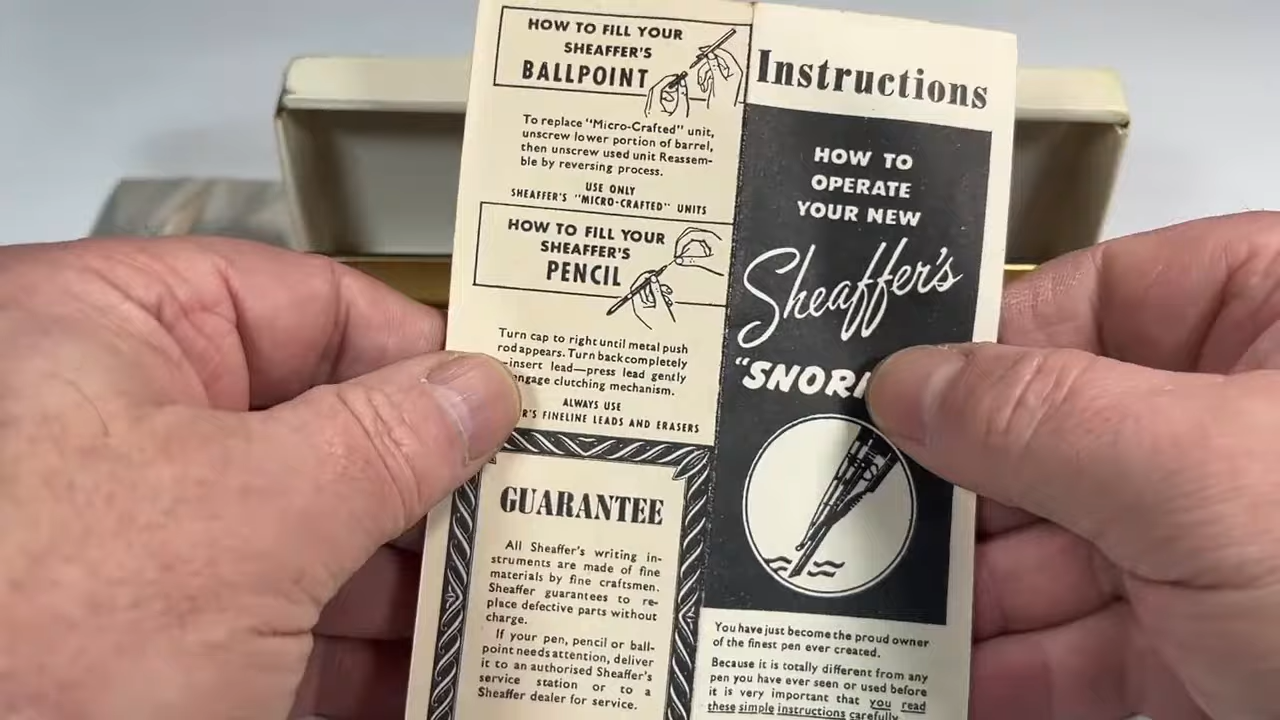 HOW TO FILL YOUR
SHEAFFER'S
BALLPOINT
To replace "Micro-Crafted" unit,
unscrew lower portion of barrel,
then unscrew used unit Reassem-
ble by reversing process.
USE ONLY
SHEAFFER'S "MICRO-CRAFTED" UNITS
HOW TO FILL YOUR
SHEAFFER'S
PENCIL
Turn cap to right until metal push
rod appears. Turn back completely
—insert lead—press lead gently
engage clutching mechanism.
ALWAYS USE
FINELINE LEADS AND ERASERS
GUARANTEE
All Sheaffer's writing in-
struments are made of fine
materials by fine craftsmen.
Sheaffer guarantees to re-
place defective parts without
charge.
If your pen, pencil or ball-
point needs attention, deliver
it to an authorised Sheaffer's
service station or to a
Sheaffer dealer for service.
Instructions
HOW TO
OPERATE
YOUR NEW
Sheaffer's
You have just become the proud owner
of the finest pen ever created.
Because it is totally different from any
pen you have ever seen or used before
it is very important that you read
these simple instructions carefully